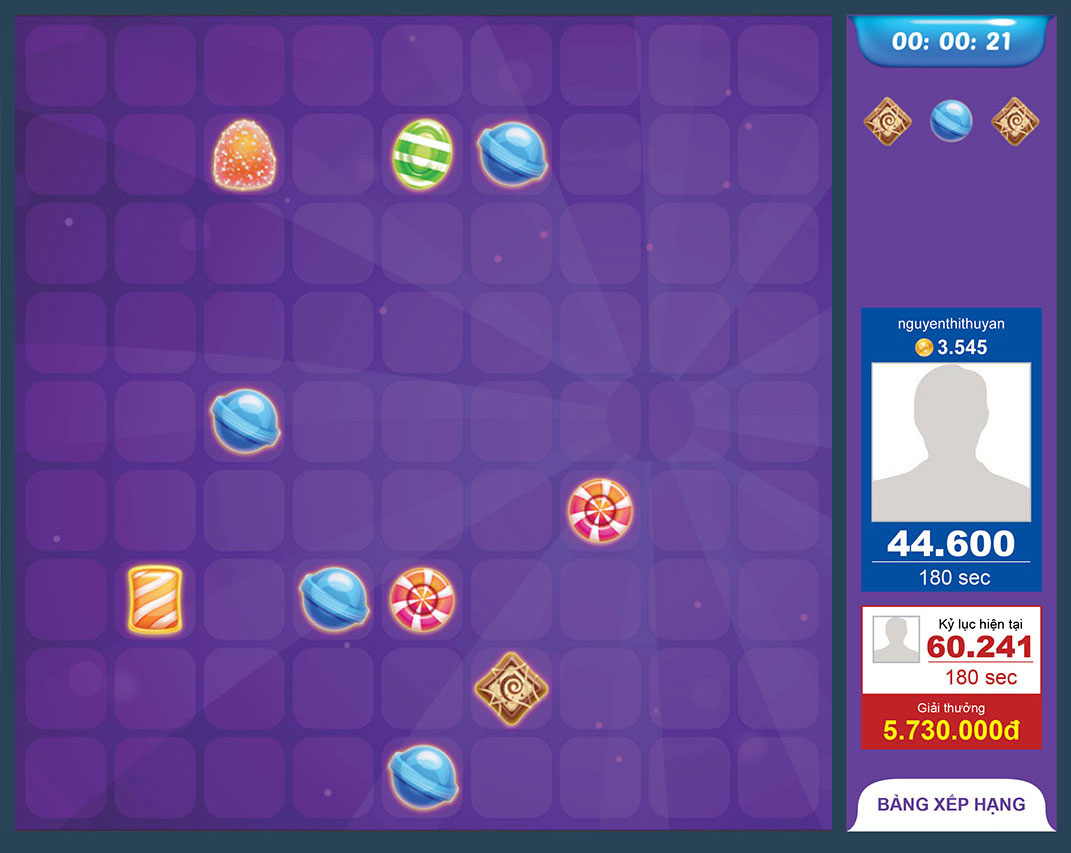 00: 00: 21
nguyenthithuyan
3.545
44.600
180 sec
Kỷ lục hiện tại
60.241
180 sec
Giải thưởng
5.730.000đ
BẢNG XẾP HẠNG